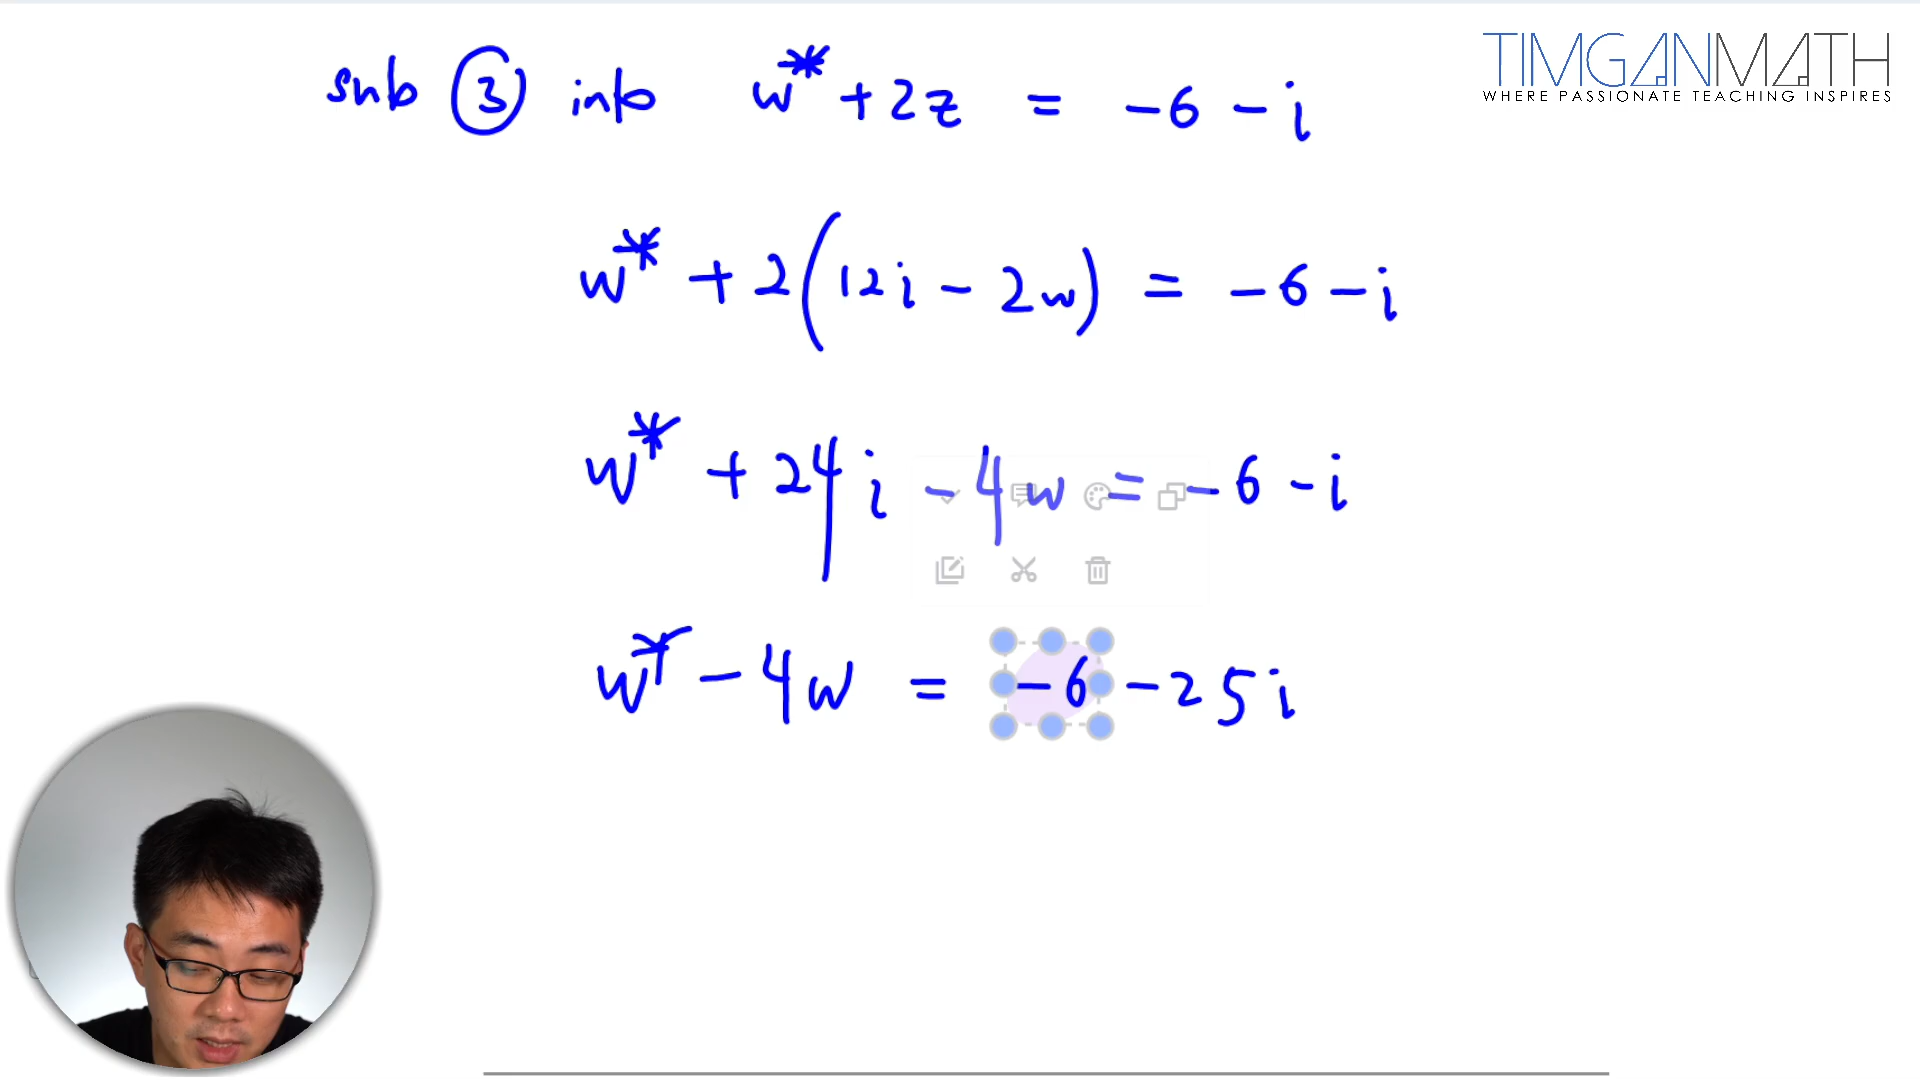 sub ③ into w* + 2z = -6 - i
TIMGANMATH
WHERE PASSIONATE TEACHING INSPIRES
w* + 2(12i - 2w) = -6 - i
w* + 24i - 4w = -6 - i
w* - 4w = -6 - 25i